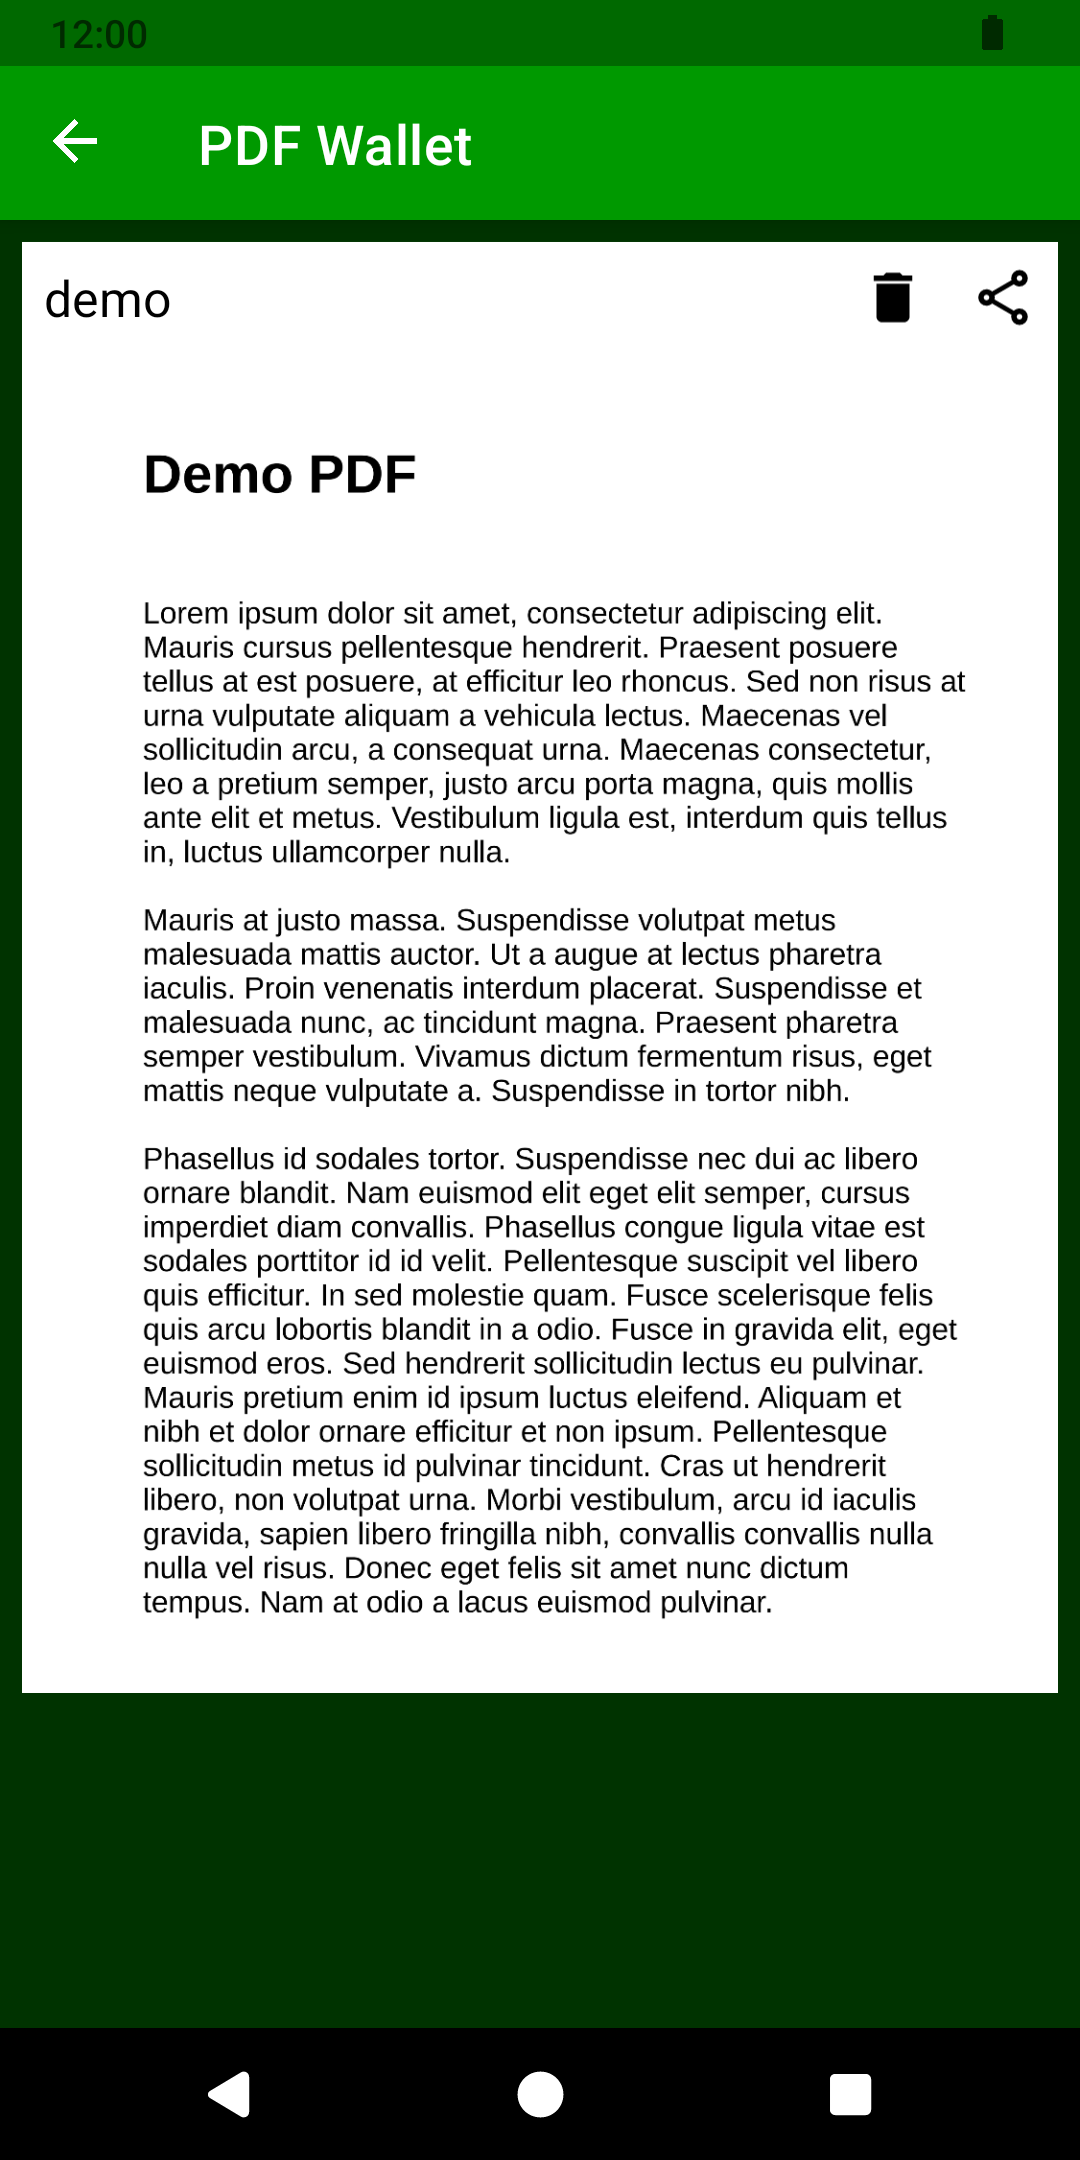 12:00
PDF Wallet
demo
Demo PDF
Lorem ipsum dolor sit amet, consectetur adipiscing elit.
Mauris cursus pellentesque hendrerit. Praesent posuere
tellus at est posuere, at efficitur leo rhoncus. Sed non risus at
urna vulputate aliquam a vehicula lectus. Maecenas vel
sollicitudin arcu, a consequat urna. Maecenas consectetur,
leo a pretium semper, justo arcu porta magna, quis mollis
ante elit et metus. Vestibulum ligula est, interdum quis tellus
in, luctus ullamcorper nulla.
Mauris at justo massa. Suspendisse volutpat metus
malesuada mattis auctor. Ut a augue at lectus pharetra
iaculis. Proin venenatis interdum placerat. Suspendisse et
malesuada nunc, ac tincidunt magna. Praesent pharetra
semper vestibulum. Vivamus dictum fermentum risus, eget
mattis neque vulputate a. Suspendisse in tortor nibh.
Phasellus id sodales tortor. Suspendisse nec dui ac libero
ornare blandit. Nam euismod elit eget elit semper, cursus
imperdiet diam convallis. Phasellus congue ligula vitae est
sodales porttitor id id velit. Pellentesque suscipit vel libero
quis efficitur. In sed molestie quam. Fusce scelerisque felis
quis arcu lobortis blandit in a odio. Fusce in gravida elit, eget
euismod eros. Sed hendrerit sollicitudin lectus eu pulvinar.
Mauris pretium enim id ipsum luctus eleifend. Aliquam et
nibh et dolor ornare efficitur et non ipsum. Pellentesque
sollicitudin metus id pulvinar tincidunt. Cras ut hendrerit
libero, non volutpat urna. Morbi vestibulum, arcu id iaculis
gravida, sapien libero fringilla nibh, convallis convallis nulla
nulla vel risus. Donec eget felis sit amet nunc dictum
tempus. Nam at odio a lacus euismod pulvinar.